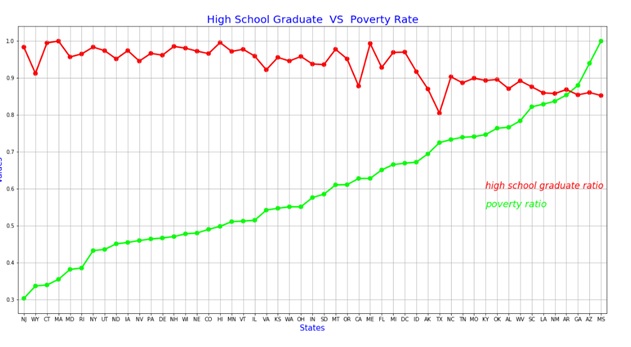 High School Graduate VS Poverty Rate
1.0
0.9
0.8
0.7
0.6
0.5
0.4
0.3
Values
high school graduate ratio
poverty ratio
NJ WY CT MA MD RI NY UT ND IA NV PA DE NH WI NE CO HI MN VT IL VA KS WA OH IN SD MT OR CA ME FL MI DC ID AK TX NC TN MO KY OK AL WV SC LA NM AR GA AZ MS
States